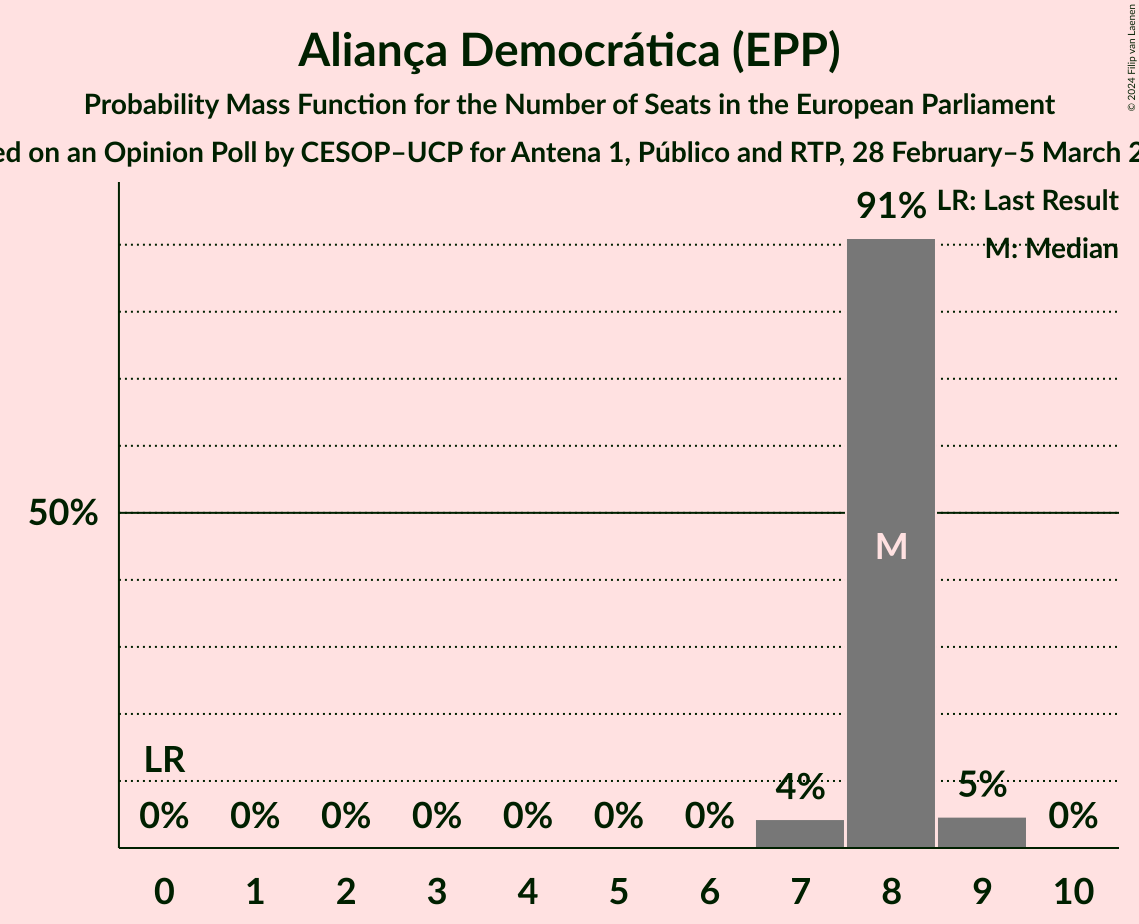 Aliança Democrática (EPP)
Probability Mass Function for the Number of Seats in the European Parliament
on an Opinion Poll by CESOP–UCP for Antena 1, Público and RTP, 28 February–5 March
© 2024 Filip van Laenen
91%
LR: Last Result
M: Median
50%
M
LR
0% 0% 0% 0% 0% 0% 0% 4% 5% 0%
0 1 2 3 4 5 6 7 8 9 10